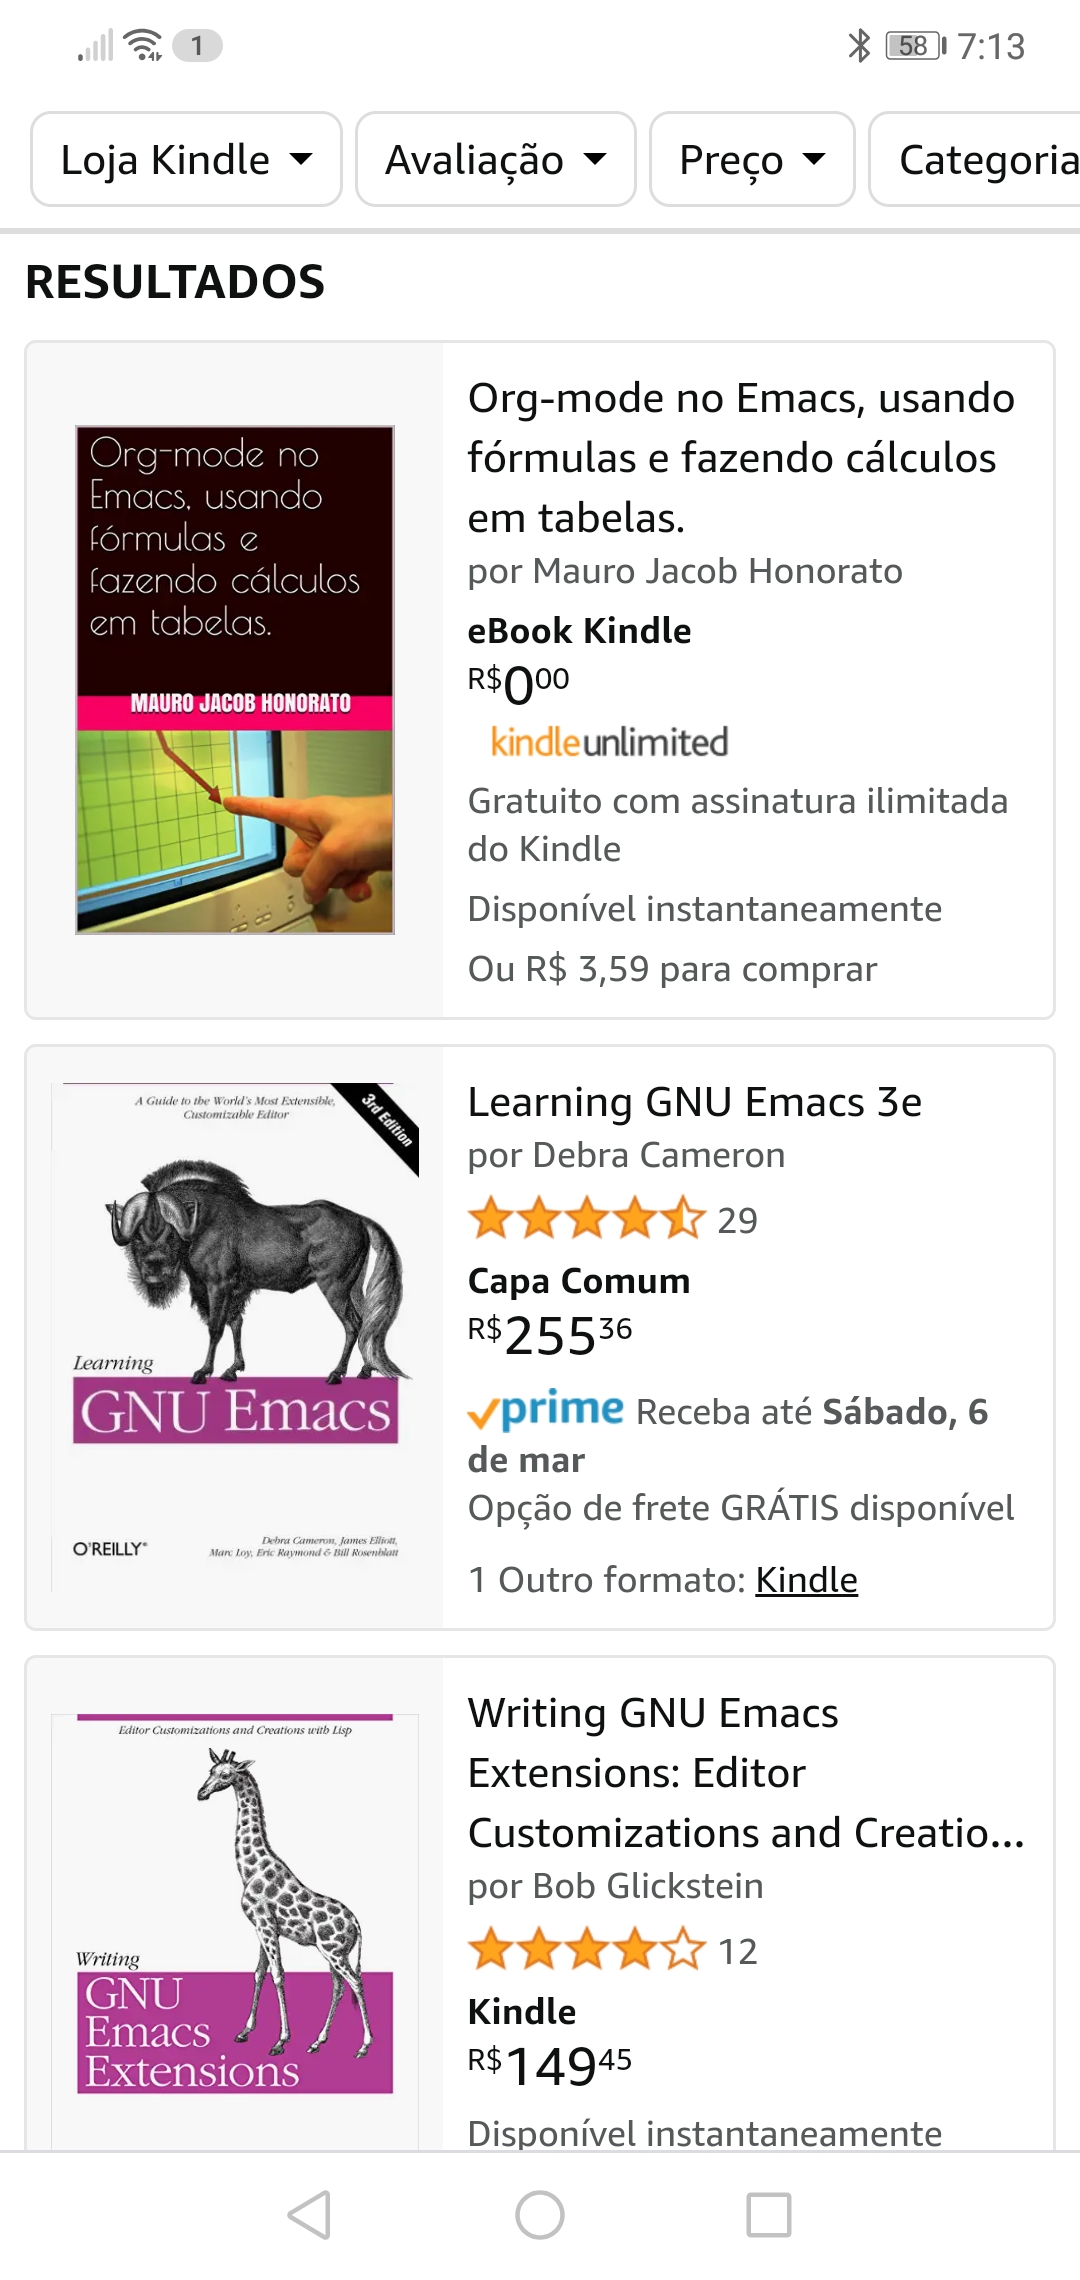 1
58 7:13
Loja Kindle Avaliação Preço Categoria
RESULTADOS
Org-mode no
Emacs, usando
fórmulas e
fazendo cálculos
em tabelas.
MAURO JACOB HONORATO
Org-mode no Emacs, usando
fórmulas e fazendo cálculos
em tabelas.
por Mauro Jacob Honorato
eBook Kindle
R$000
kindleunlimited
Gratuito com assinatura ilimitada
do Kindle
Disponível instantaneamente
Ou R$ 3,59 para comprar
A Guide to the World's Most Extensible,
Customizable Editor
3rd Edition
Learning
GNU Emacs
O'REILLY®
Debra Cameron, James Elliott,
Marc Loy, Eric Raymond & Bill Rosenblatt
Learning GNU Emacs 3e
por Debra Cameron
29
Capa Comum
R$25536
prime Receba até Sábado, 6
de mar
Opção de frete GRÁTIS disponível
1 Outro formato: Kindle
Editor Customizations and Creations with Lisp
Writing
GNU
Emacs
Extensions
Writing GNU Emacs
Extensions: Editor
Customizations and Creatio...
por Bob Glickstein
12
Kindle
R$14945
Disponível instantaneamente